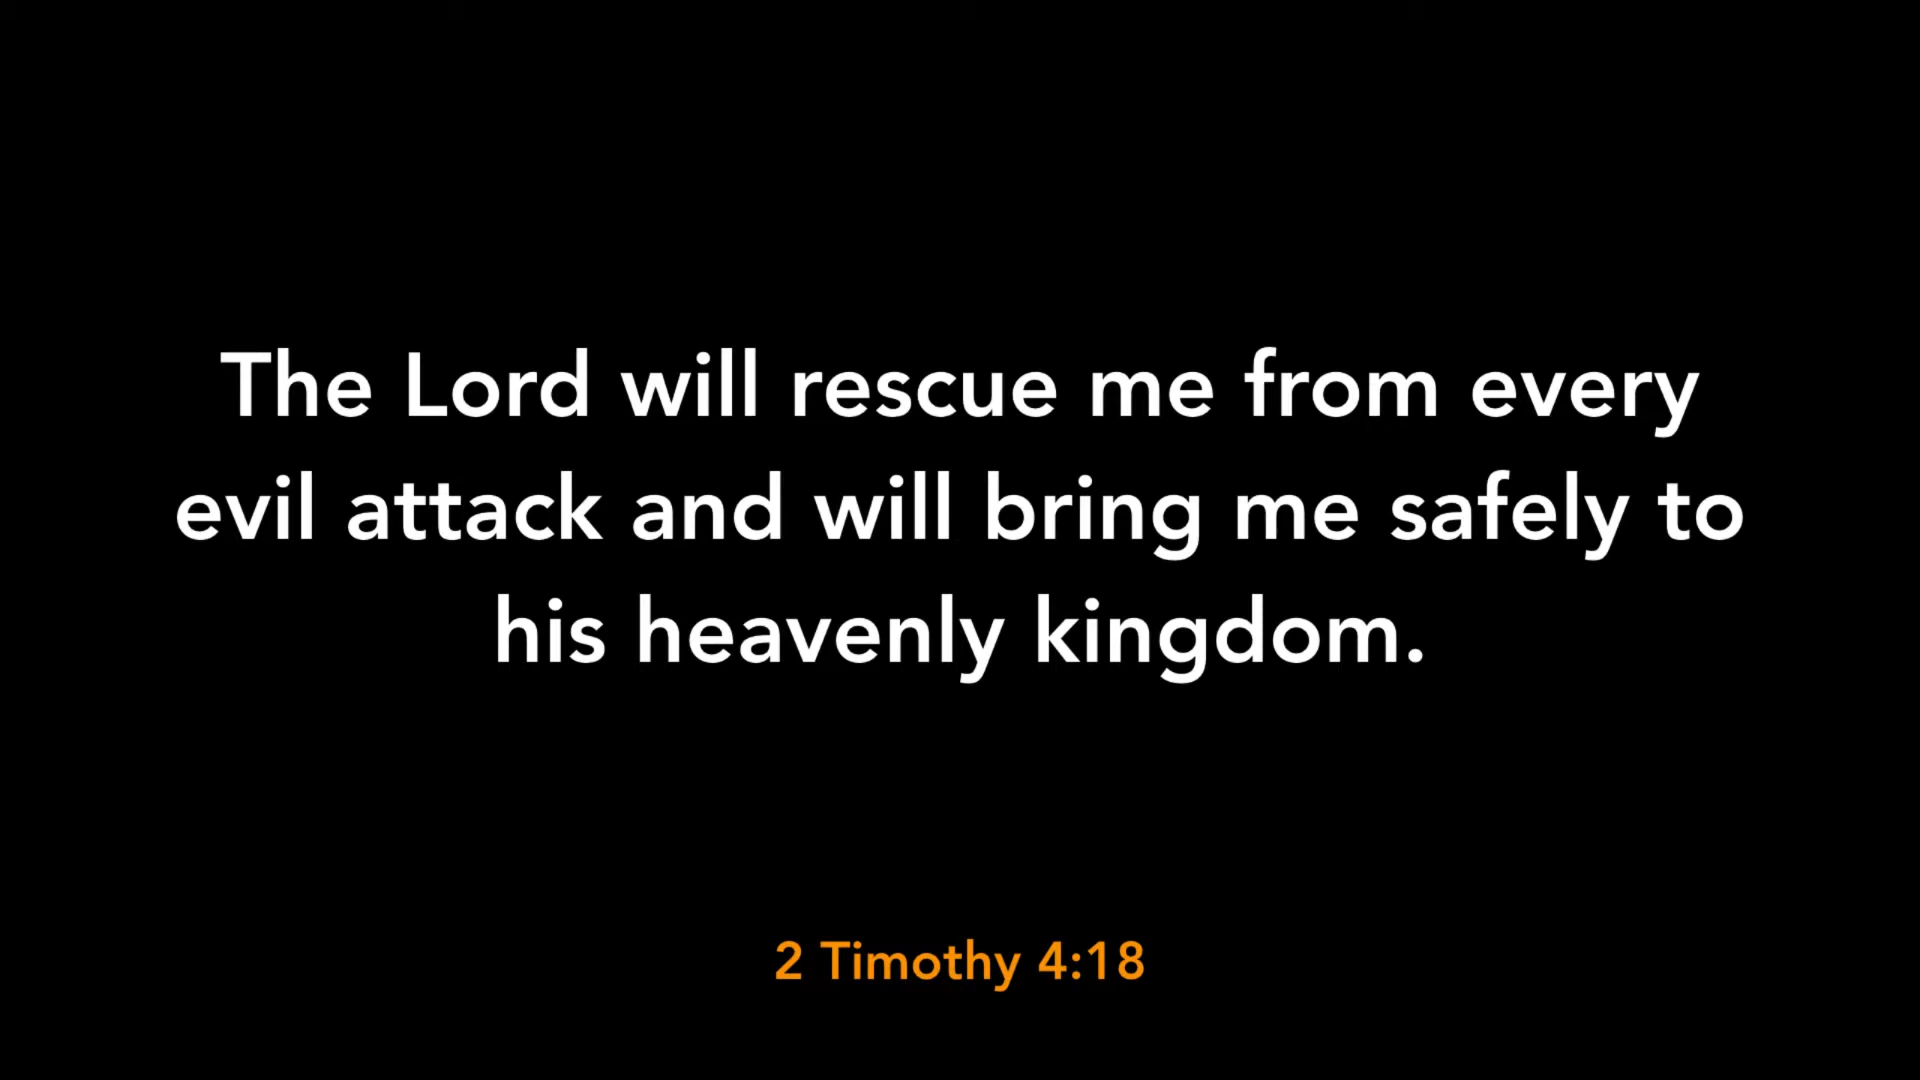 The Lord will rescue me from every
evil attack and will bring me safely to
his heavenly kingdom.
2 Timothy 4:18